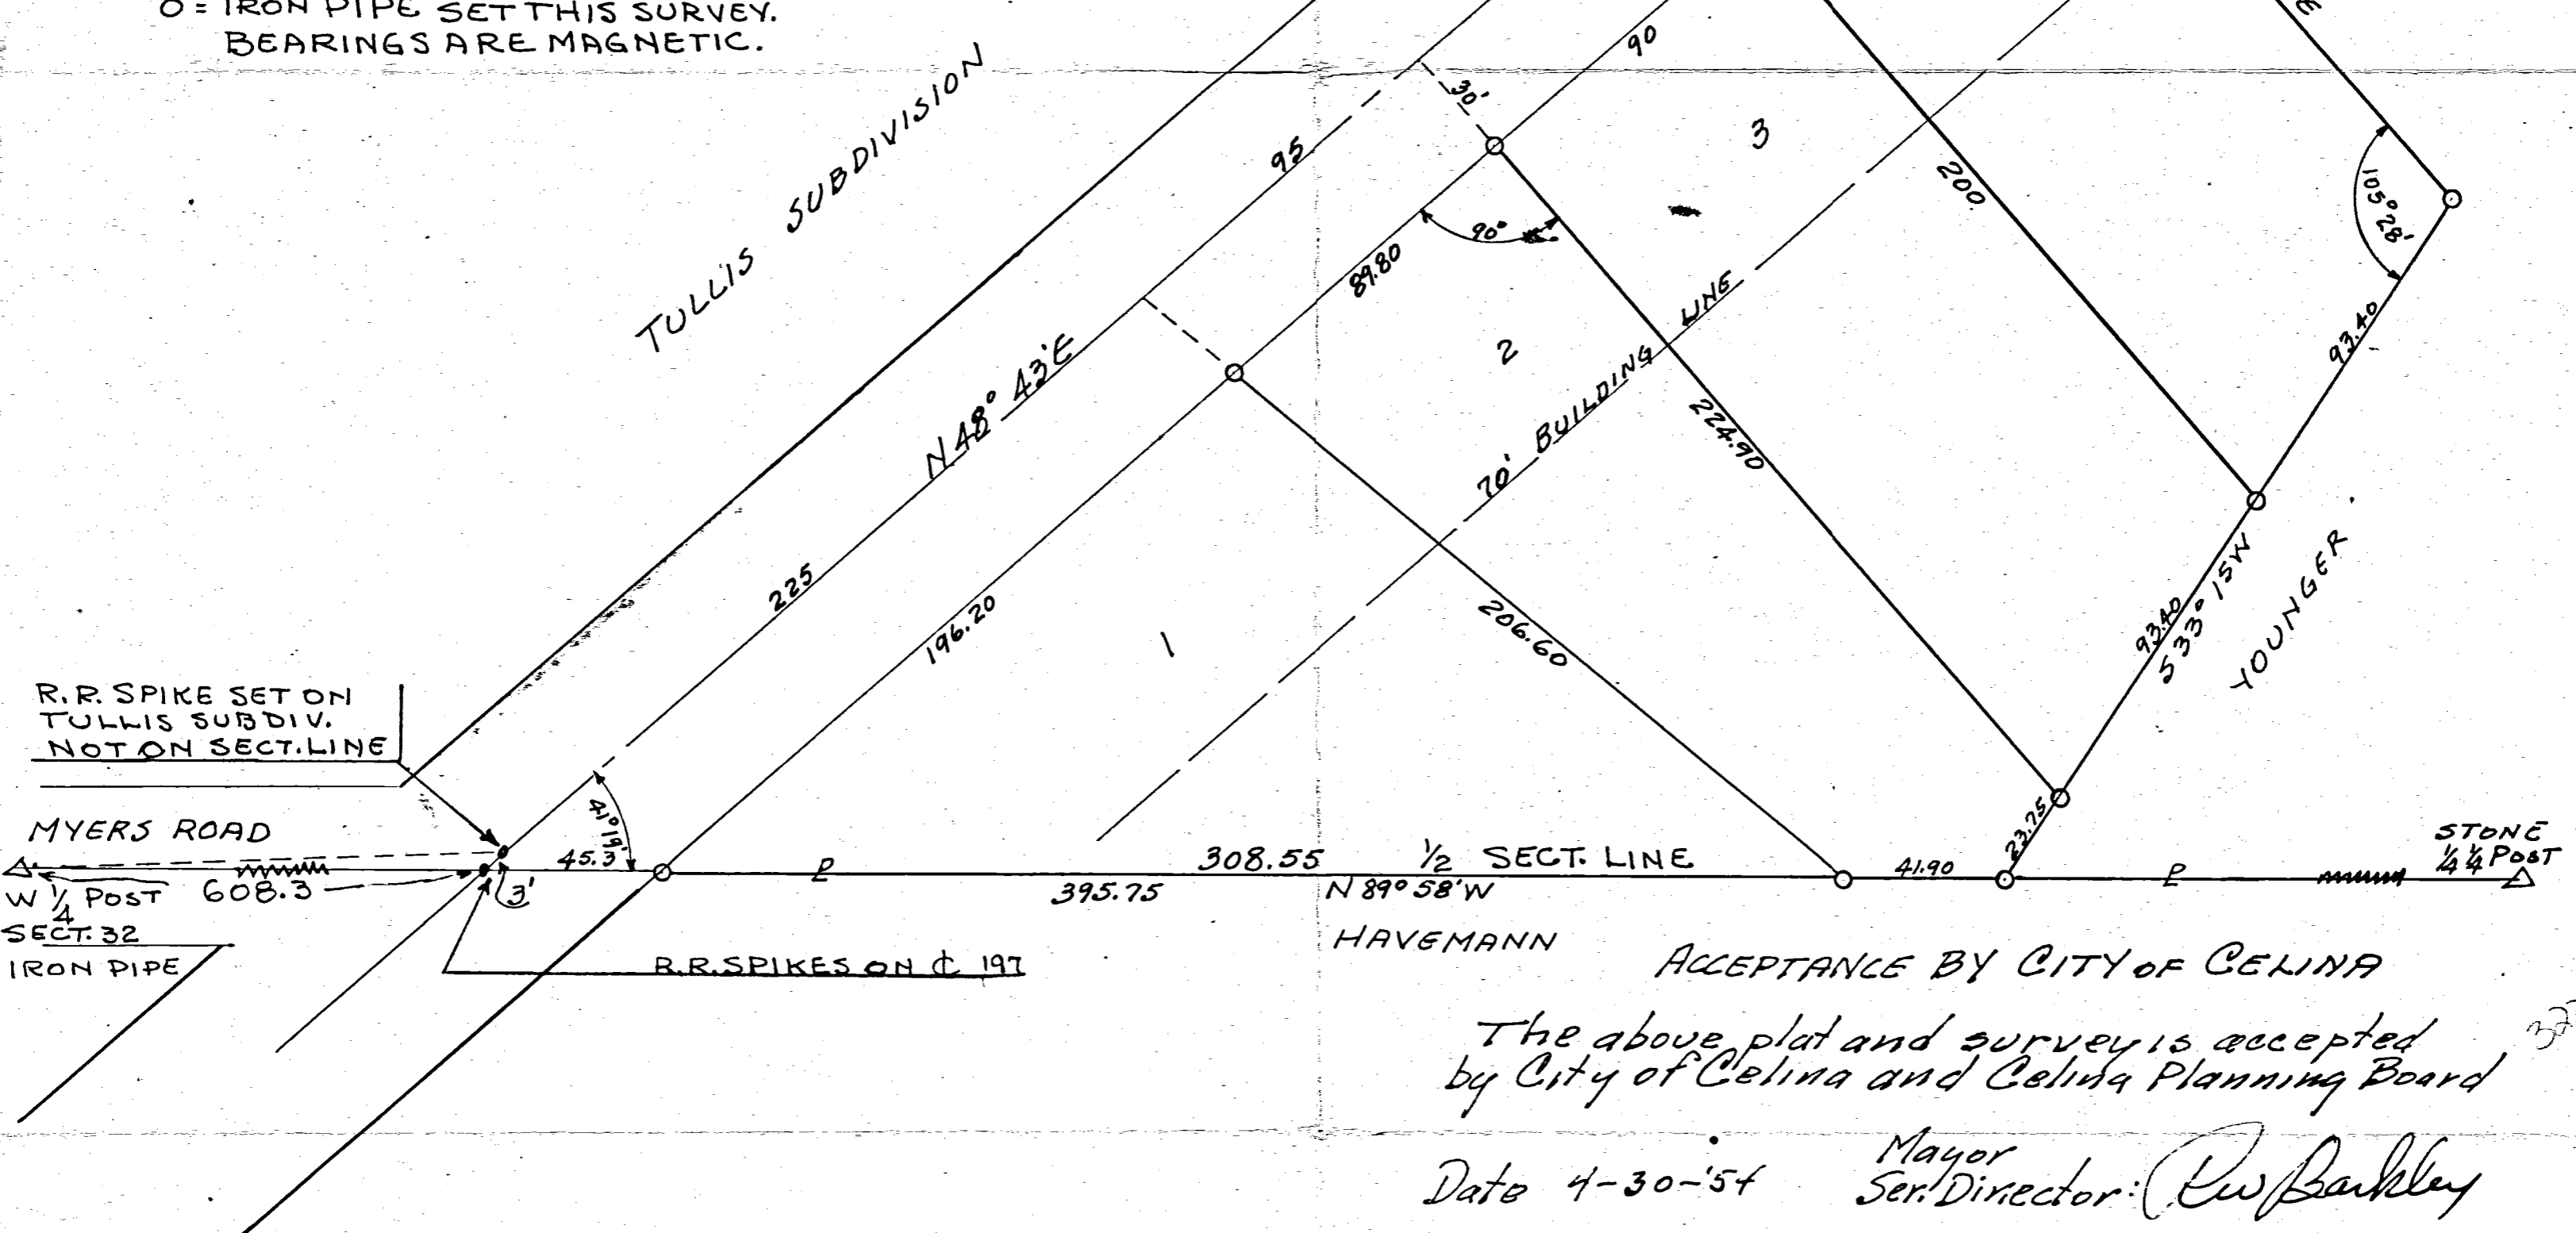 O = IRON PIPE SET THIS SURVEY.
BEARINGS ARE MAGNETIC.
TULLIS SUBDIVISION
90
30'
95
3
200.
105° 28'
90°
89.80
93.40
LINE
2
N 48° 43'E
70' BUILDING
224.90
225
196.20
1
206.60
93.40
S 33° 15W
YOUNGER
R.R. SPIKE SET ON
TULLIS SUBDIV.
NOT ON SECT. LINE
41°19'
23.75
MYERS ROAD
45.3
308.55 1/2 SECT. LINE
41.90
STONE
1/4 1/4 POST
P
P
W 1/4 POST 608.3
3'
395.75
N 89° 58'W
SECT. 32
IRON PIPE
HAVEMANN
R.R. SPIKES ON ℄ 197
ACCEPTANCE BY CITY OF CELINA
The above plat and survey is accepted
by City of Celina and Celina Planning Board
Date 4-30-'54
Mayor
Ser. Director: